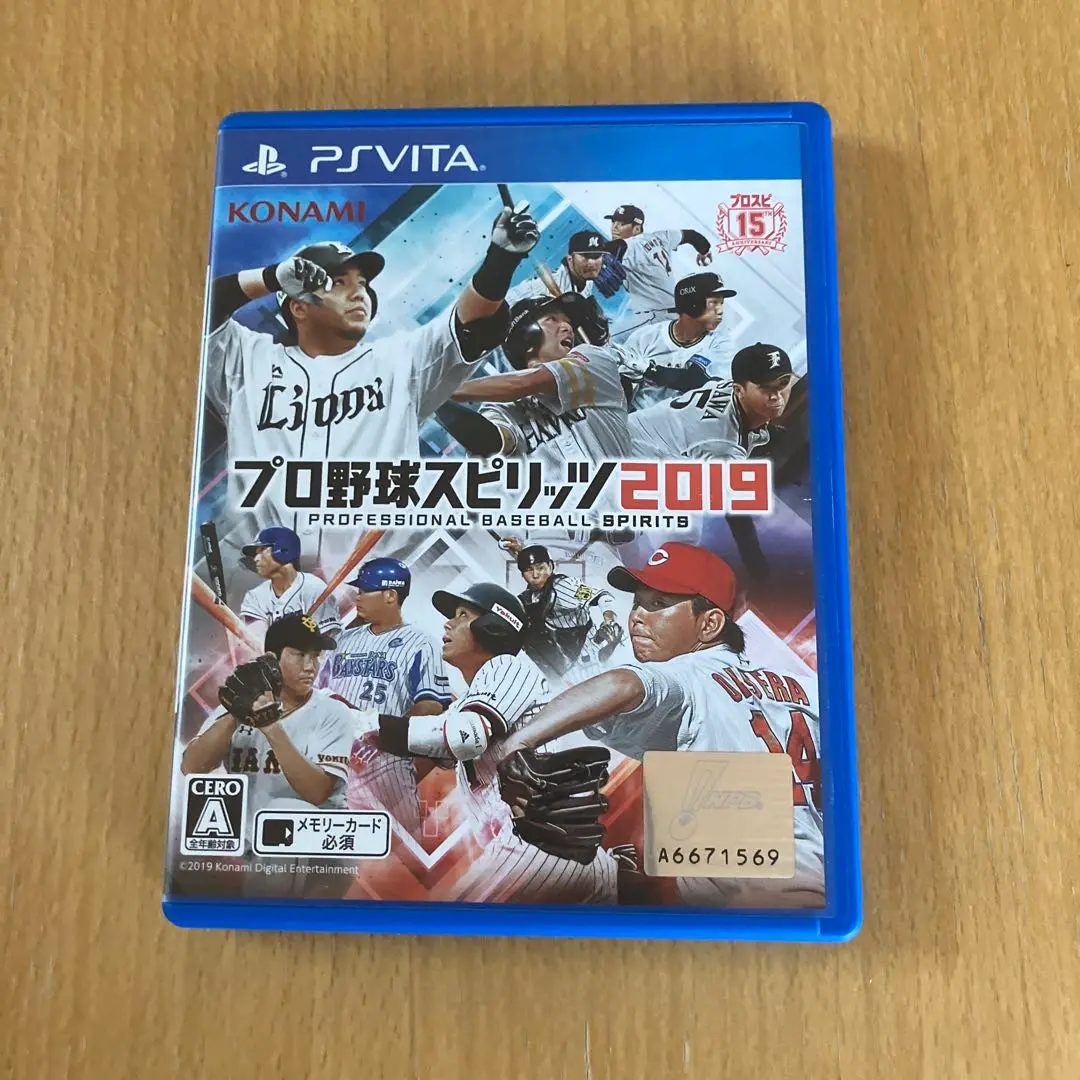 PSVITA
KONAMI
プロスピ
15TH
ANNIVERSARY
ORIX
F
Lions
プロ野球スピリッツ2019
PROFESSIONAL BASEBALL SPIRITS
C
Yakult
BAYSTARS
25
14
CERO
A
全年齢対象
メモリーカード
必須
NPB
A6671569
©2019 Konami Digital Entertainment